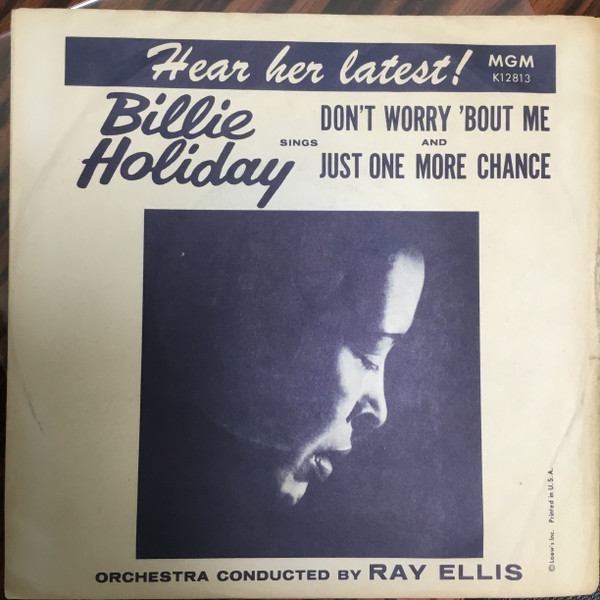 Hear her latest! MGM
K12813
Billie Holiday SINGS DON'T WORRY 'BOUT ME
AND
JUST ONE MORE CHANCE
© Loew's Inc. Printed in U.S.A.
ORCHESTRA CONDUCTED BY RAY ELLIS